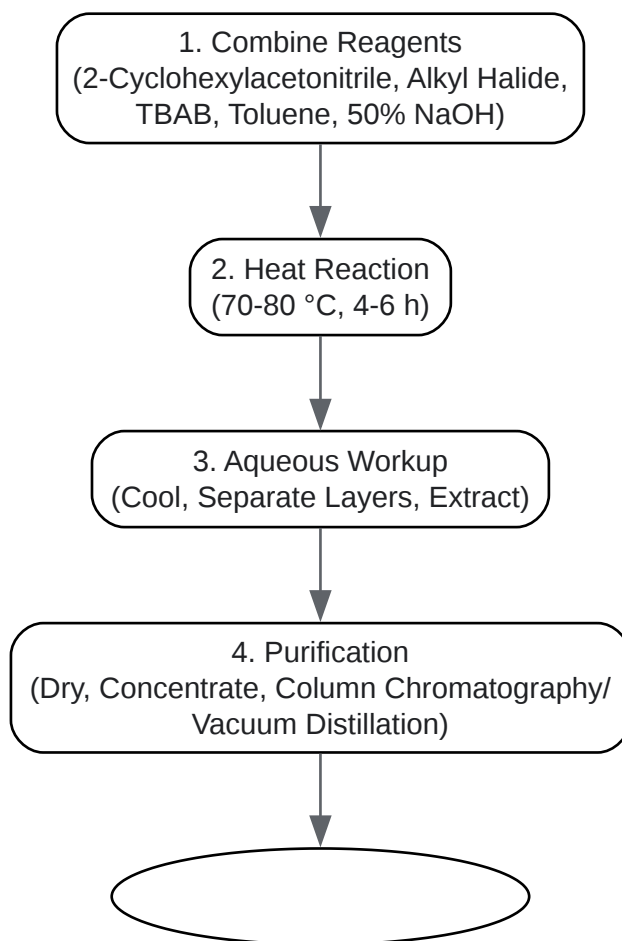 1. Combine Reagents
(2-Cyclohexylacetonitrile, Alkyl Halide,
TBAB, Toluene, 50% NaOH)
2. Heat Reaction
(70-80 °C, 4-6 h)
3. Aqueous Workup
(Cool, Separate Layers, Extract)
4. Purification
(Dry, Concentrate, Column Chromatography/
Vacuum Distillation)